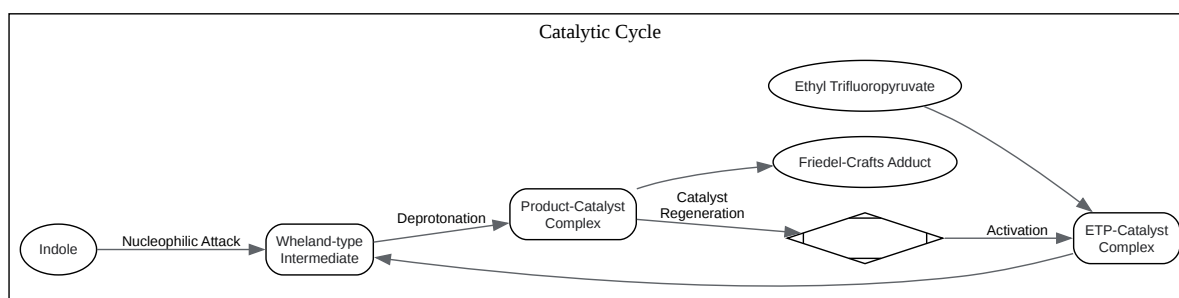 Catalytic Cycle
Ethyl Trifluoropyruvate
Friedel-Crafts Adduct
Catalyst
Regeneration
Product-Catalyst
Complex
Deprotonation
Activation
ETP-Catalyst
Complex
Indole
Nucleophilic Attack
Wheland-type
Intermediate